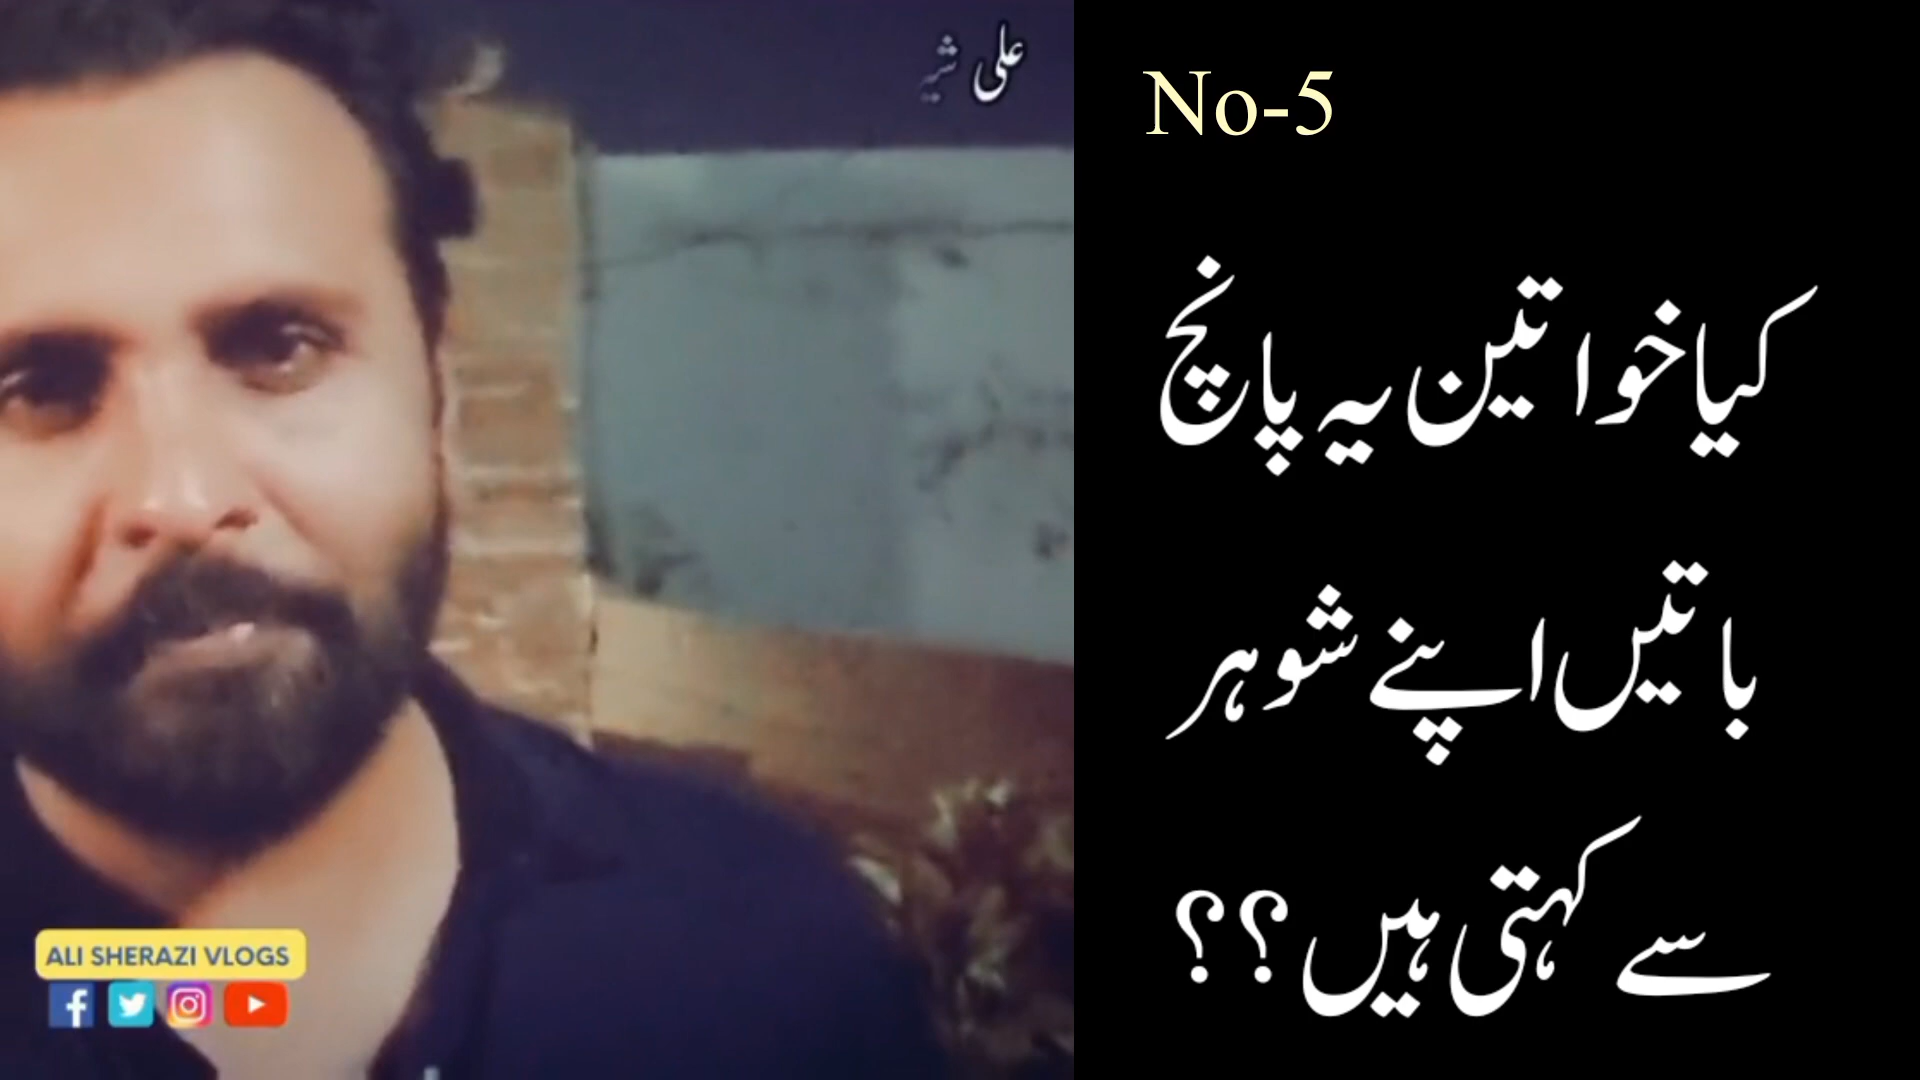 علی شیر
No-5
کیا خواتین یہ پانچ
باتیں اپنے شوہر
سے کہتی ہیں؟؟
ALI SHERAZI VLOGS